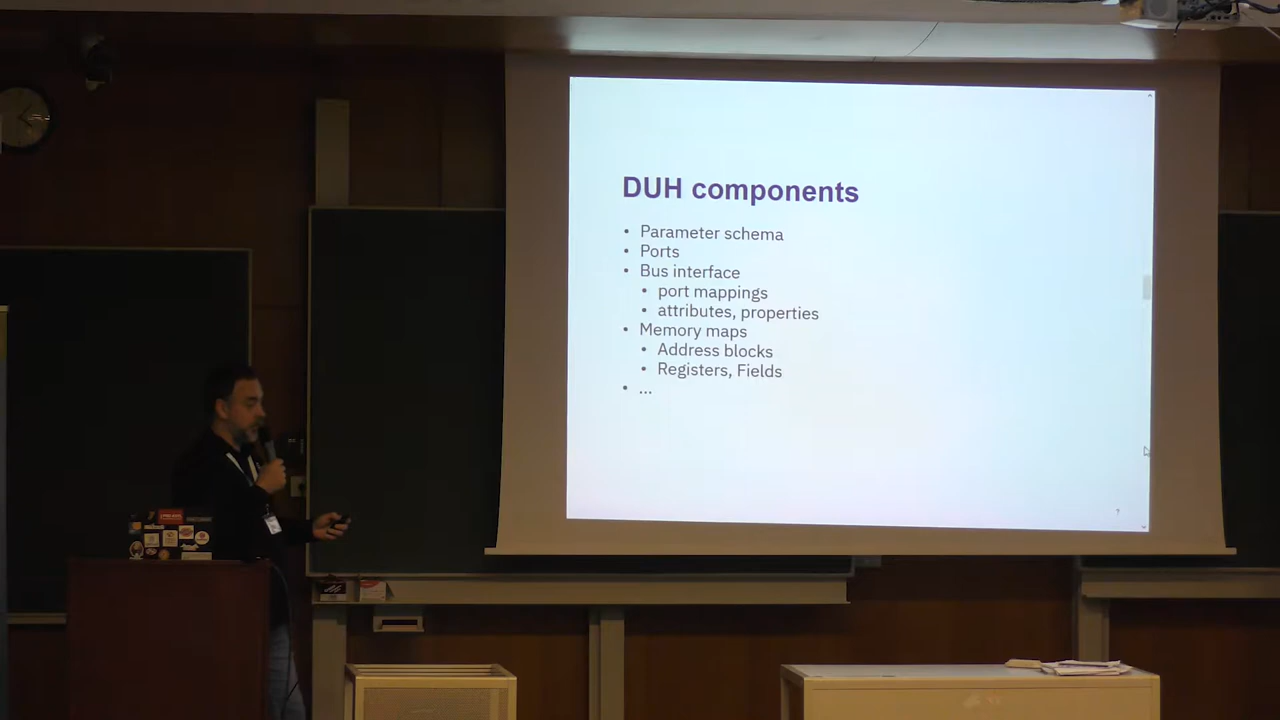 DUH components
• Parameter schema
• Ports
• Bus interface
• port mappings
• attributes, properties
• Memory maps
• Address blocks
• Registers, Fields
• ...